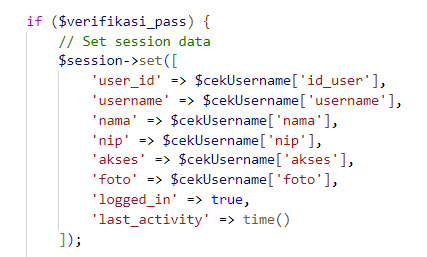 if ($verifikasi_pass) {
// Set session data
$session->set([
'user_id' => $cekUsername['id_user'],
'username' => $cekUsername['username'],
'nama' => $cekUsername['nama'],
'nip' => $cekUsername['nip'],
'akses' => $cekUsername['akses'],
'foto' => $cekUsername['foto'],
'logged_in' => true,
'last_activity' => time()
]);